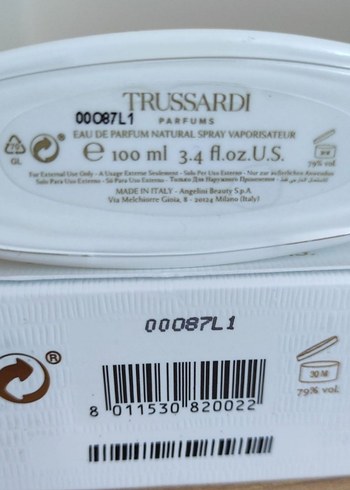 TRUSSARDI
00087L1
PARFUMS
EAU DE PARFUM NATURAL SPRAY VAPORISATEUR
70
GL
e 100 ml 3.4 fl.oz.U.S.
79% vol.
For External Use Only - A Usage Externe Seulement - Solo Per Uso Esterno - Nur zur äußerlichen Anwendung
Solo Para Uso Externo - Só Para Uso Externo - Только Для Наружного Применения -
MADE IN ITALY - Angelini Beauty S.p.A
Via Melchiorre Gioia, 8 - 20124 Milano (Italy)
00087L1
®
30 M
79% vol.
8 011530 820022